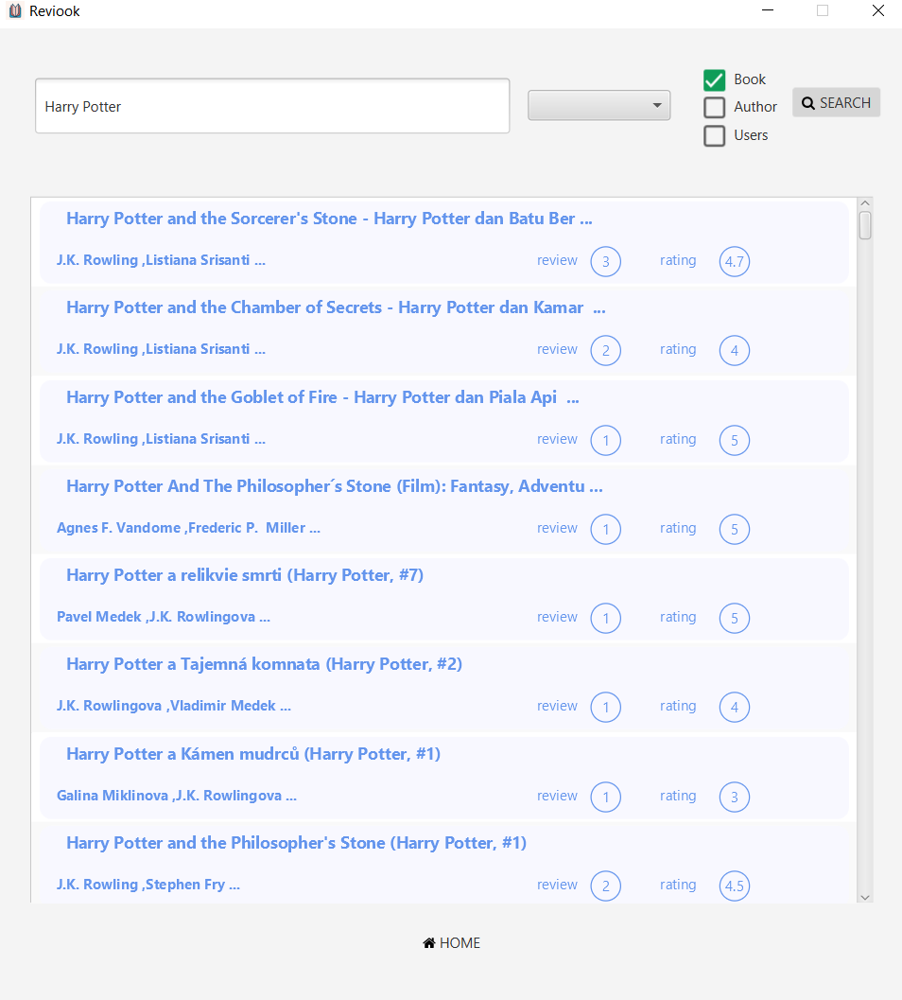 Reviook
Harry Potter
Book
Author
Users
SEARCH
Harry Potter and the Sorcerer's Stone - Harry Potter dan Batu Ber ...
J.K. Rowling ,Listiana Srisanti ... review 3 rating 4.7
Harry Potter and the Chamber of Secrets - Harry Potter dan Kamar  ...
J.K. Rowling ,Listiana Srisanti ... review 2 rating 4
Harry Potter and the Goblet of Fire - Harry Potter dan Piala Api  ...
J.K. Rowling ,Listiana Srisanti ... review 1 rating 5
Harry Potter And The Philosopher´s Stone (Film): Fantasy, Adventu ...
Agnes F. Vandome ,Frederic P.  Miller ... review 1 rating 5
Harry Potter a relikvie smrti (Harry Potter, #7)
Pavel Medek ,J.K. Rowlingova ... review 1 rating 5
Harry Potter a Tajemná komnata (Harry Potter, #2)
J.K. Rowlingova ,Vladimir Medek ... review 1 rating 4
Harry Potter a Kámen mudrců (Harry Potter, #1)
Galina Miklinova ,J.K. Rowlingova ... review 1 rating 3
Harry Potter and the Philosopher's Stone (Harry Potter, #1)
J.K. Rowling ,Stephen Fry ... review 2 rating 4.5
HOME